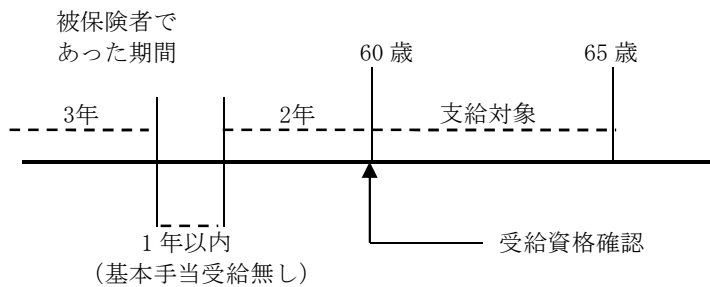 被保険者で
あった期間
60 歳
65 歳
3年
2年
支給対象
1 年以内
（基本手当受給無し）
受給資格確認